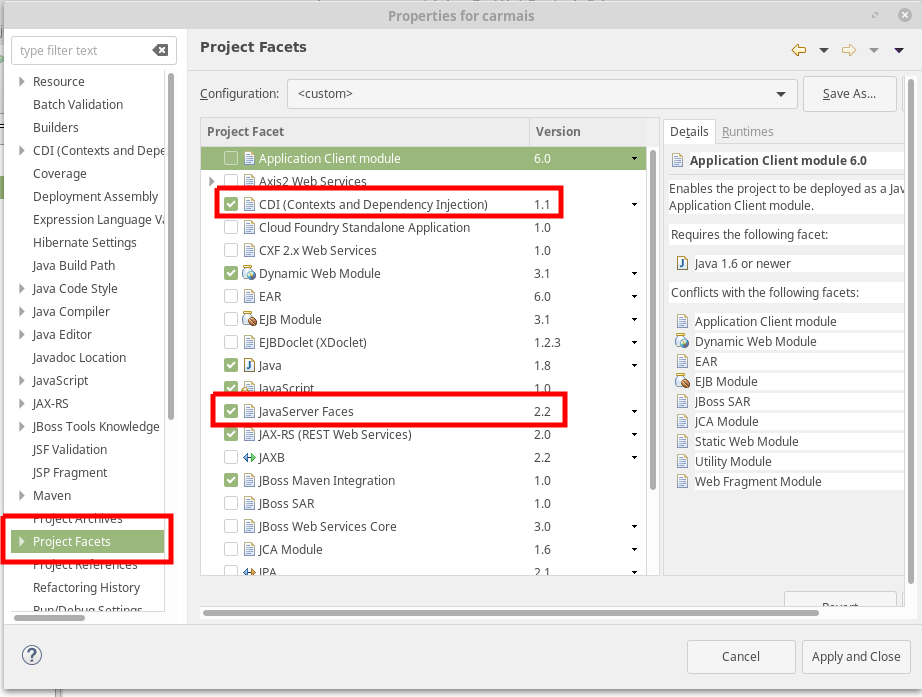 Properties for carmais
type filter text
Resource
Batch Validation
Builders
CDI (Contexts and Depe
Coverage
Deployment Assembly
Expression Language Va
Hibernate Settings
Java Build Path
Java Code Style
Java Compiler
Java Editor
Javadoc Location
JavaScript
JAX-RS
JBoss Tools Knowledge
JSF Validation
JSP Fragment
Maven
Project Archives
Project Facets
Project References
Refactoring History
Run/Debug Settings
Project Facets
Configuration: <custom> Save As...
Project Facet Version
Application Client module 6.0
Axis2 Web Services
CDI (Contexts and Dependency Injection) 1.1
Cloud Foundry Standalone Application 1.0
CXF 2.x Web Services 1.0
Dynamic Web Module 3.1
EAR 6.0
EJB Module 3.1
EJBDoclet (XDoclet) 1.2.3
Java 1.8
JavaScript 1.0
JavaServer Faces 2.2
JAX-RS (REST Web Services) 2.0
JAXB 2.2
JBoss Maven Integration 1.0
JBoss SAR 1.0
JBoss Web Services Core 3.0
JCA Module 1.6
JPA 2.1
Details Runtimes
Application Client module 6.0
Enables the project to be deployed as a Jav
Application Client module.
Requires the following facet:
Java 1.6 or newer
Conflicts with the following facets:
Application Client module
Dynamic Web Module
EAR
EJB Module
JBoss SAR
JCA Module
Static Web Module
Utility Module
Web Fragment Module
Revert
? Cancel Apply and Close